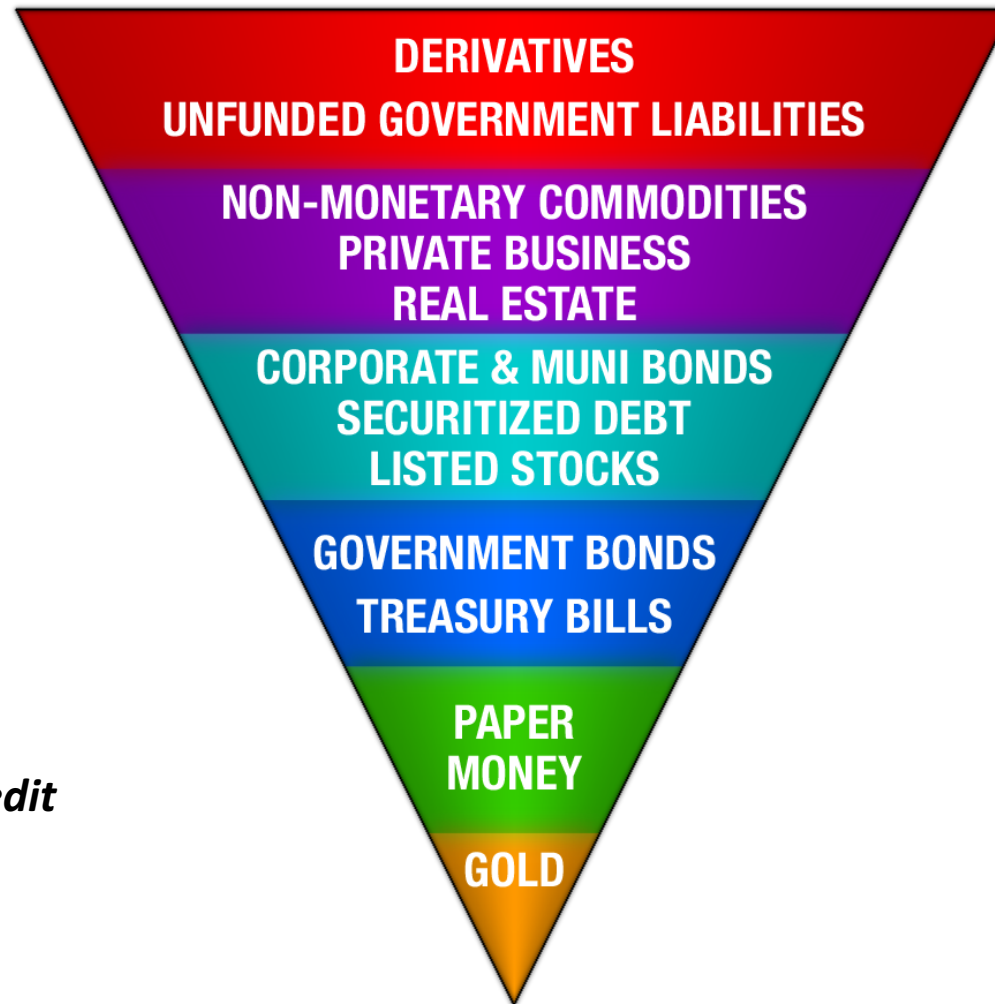 DERIVATIVES
UNFUNDED GOVERNMENT LIABILITIES
NON-MONETARY COMMODITIES
PRIVATE BUSINESS
REAL ESTATE
CORPORATE & MUNI BONDS
SECURITIZED DEBT
LISTED STOCKS
GOVERNMENT BONDS
TREASURY BILLS
PAPER
MONEY
edit
GOLD